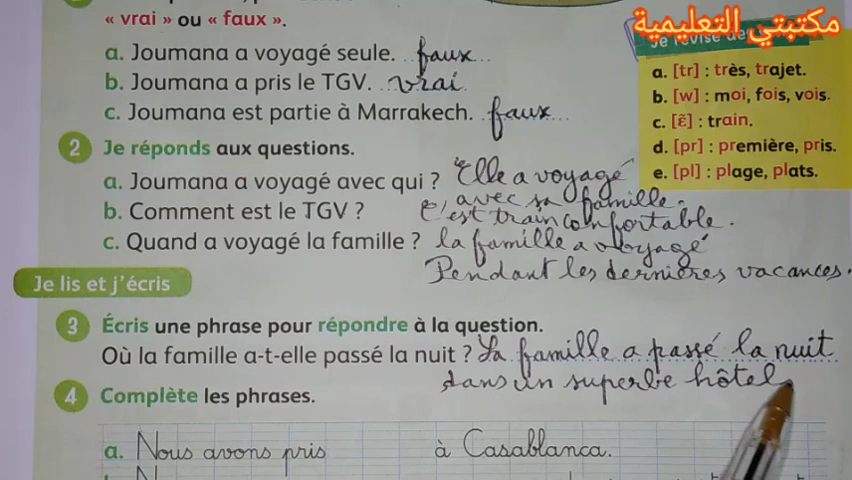 مكتبتي التعليمية
« vrai » ou « faux ».
a. Joumana a voyagé seule. faux
b. Joumana a pris le TGV. vrai
c. Joumana est partie à Marrakech. faux
Je révise
a. [tr] : très, trajet.
b. [w] : moi, fois, vois.
c. [ɛ̃] : train.
d. [pr] : première, pris.
e. [pl] : plage, plats.
2 Je réponds aux questions.
a. Joumana a voyagé avec qui ? Elle a voyagé
avec sa famille.
b. Comment est le TGV ? C'est train confortable.
c. Quand a voyagé la famille ? la famille a voyagé
Pendant les dernières vacances.
Je lis et j'écris
3 Écris une phrase pour répondre à la question.
Où la famille a-t-elle passé la nuit ? La famille a passé la nuit
dans un superbe hôtel
4 Complète les phrases.
a. Nous avons pris à Casablanca.